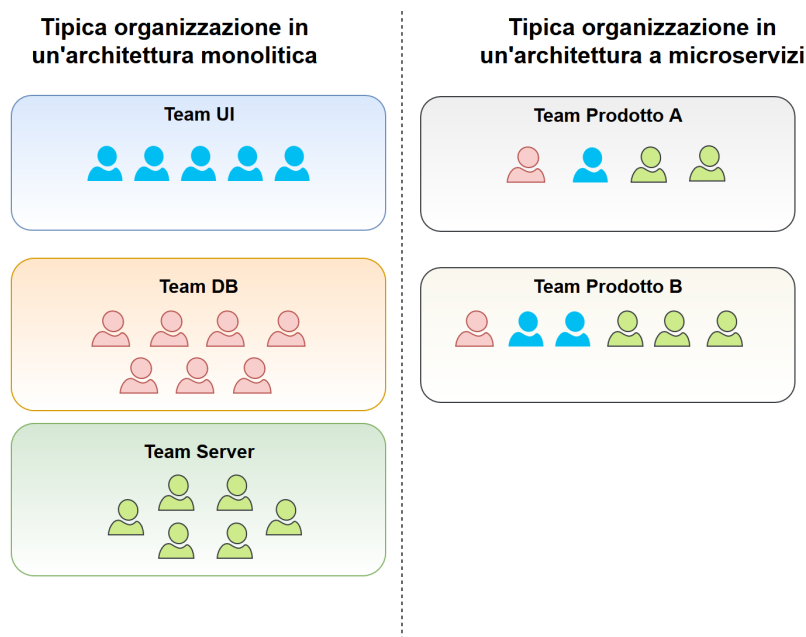 Tipica organizzazione in
un'architettura monolitica
Team UI
Team DB
Team Server
Tipica organizzazione in
un'architettura a microservizi
Team Prodotto A
Team Prodotto B